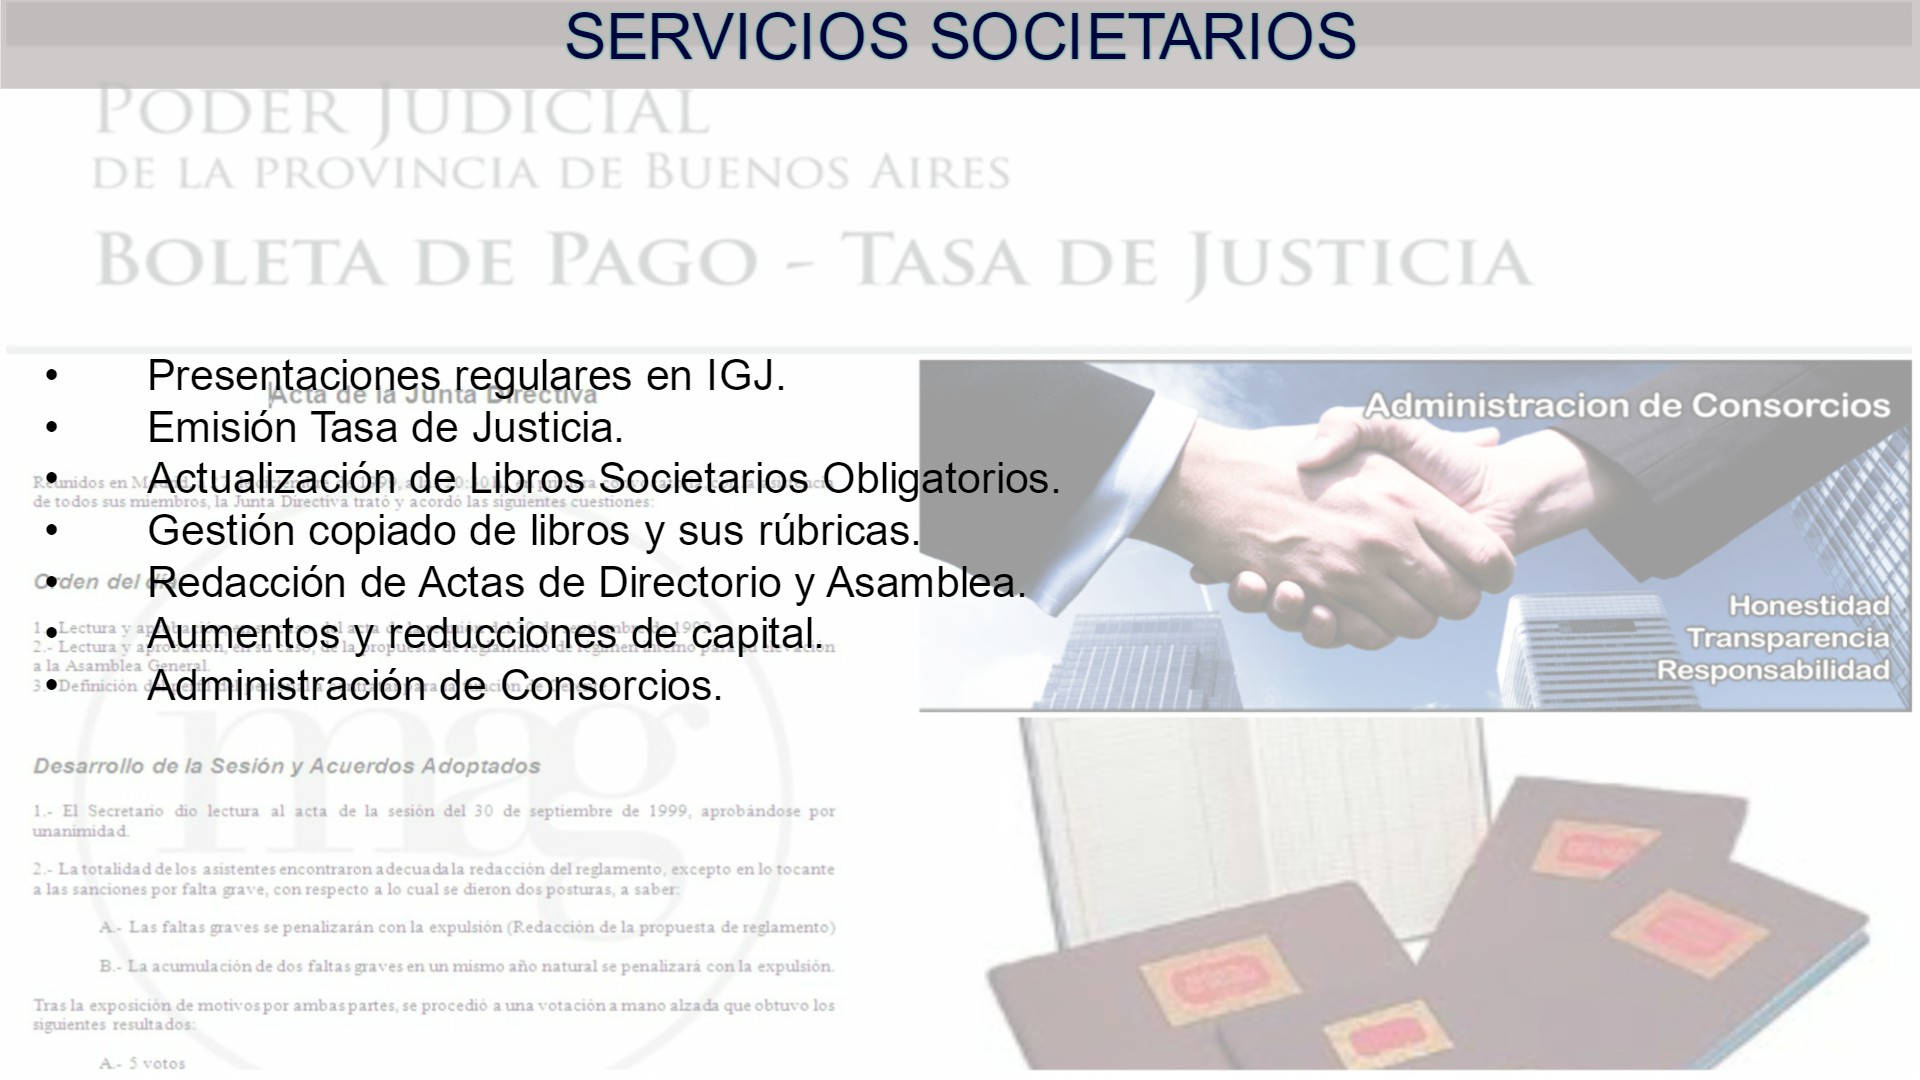 SERVICIOS SOCIETARIOS
PODER JUDICIAL
DE LA PROVINCIA DE BUENOS AIRES
BOLETA DE PAGO - TASA DE JUSTICIA
• Presentaciones regulares en IGJ.
• Emisión Tasa de Justicia.
• Actualización de Libros Societarios Obligatorios.
• Gestión copiado de libros y sus rúbricas.
• Redacción de Actas de Directorio y Asamblea.
• Aumentos y reducciones de capital.
• Administración de Consorcios.
Administracion de Consorcios
Honestidad
Transparencia
Responsabilidad
Acta de la Junta Directiva
Reunidos en
de todos sus miembros, la Junta Directiva trató y acordó las siguientes cuestiones:
Orden del día
1.- Lectura y
2.- Lectura y aprobación, en su caso, de la propuesta de reglamento de régimen interno para su elevación
a la Asamblea General.
3.- Definición
mag
Desarrollo de la Sesión y Acuerdos Adoptados
1.- El Secretario dio lectura al acta de la sesión del 30 de septiembre de 1999, aprobándose por
unanimidad.
2.- La totalidad de los asistentes encontraron adecuada la redacción del reglamento, excepto en lo tocante
a las sanciones por falta grave, con respecto a lo cual se dieron dos posturas, a saber:
A.- Las faltas graves se penalizarán con la expulsión (Redacción de la propuesta de reglamento)
B.- La acumulación de dos faltas graves en un mismo año natural se penalizará con la expulsión.
Tras la exposición de motivos por ambas partes, se procedió a una votación a mano alzada que obtuvo los
siguientes resultados:
A.- 5 votos